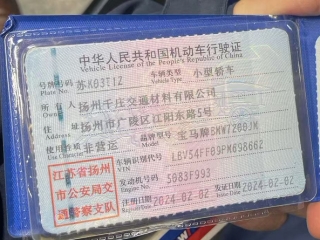 中华人民共和国机动车行驶证
Vehicle License of the People's Republic of China
号牌号码 苏K03T1Z 车辆类型 小型轿车
Plate No. Vehicle Type
所有人 扬州千庄交通材料有限公司
Owner
住址 扬州市广陵区江阳东路5号
使用性质 非营运 品牌型号 宝马牌BMW7200JM
Use Character
江苏省扬州市公安局交通警察支队
车辆识别代号 LBV54FF09PM698662
VIN
发动机号码 5083F993
Engine No.
注册日期 2024-02-02 发证日期 2024-02-02
Register Date Issue Date